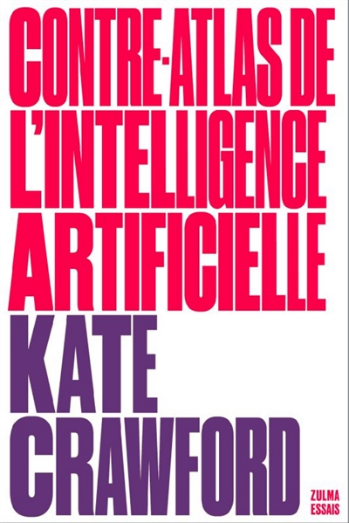 CONTRE-ATLAS DE
L'INTELLIGENCE
ARTIFICIELLE
KATE
CRAWFORD
ZULMA
ESSAIS